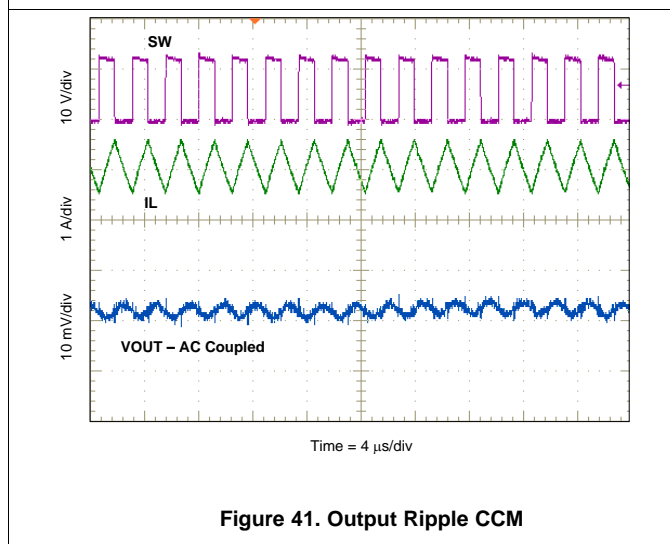 SW
10 V/div
IL
1 A/div
10 mV/div
VOUT – AC Coupled
Time = 4 μs/div
Figure 41. Output Ripple CCM